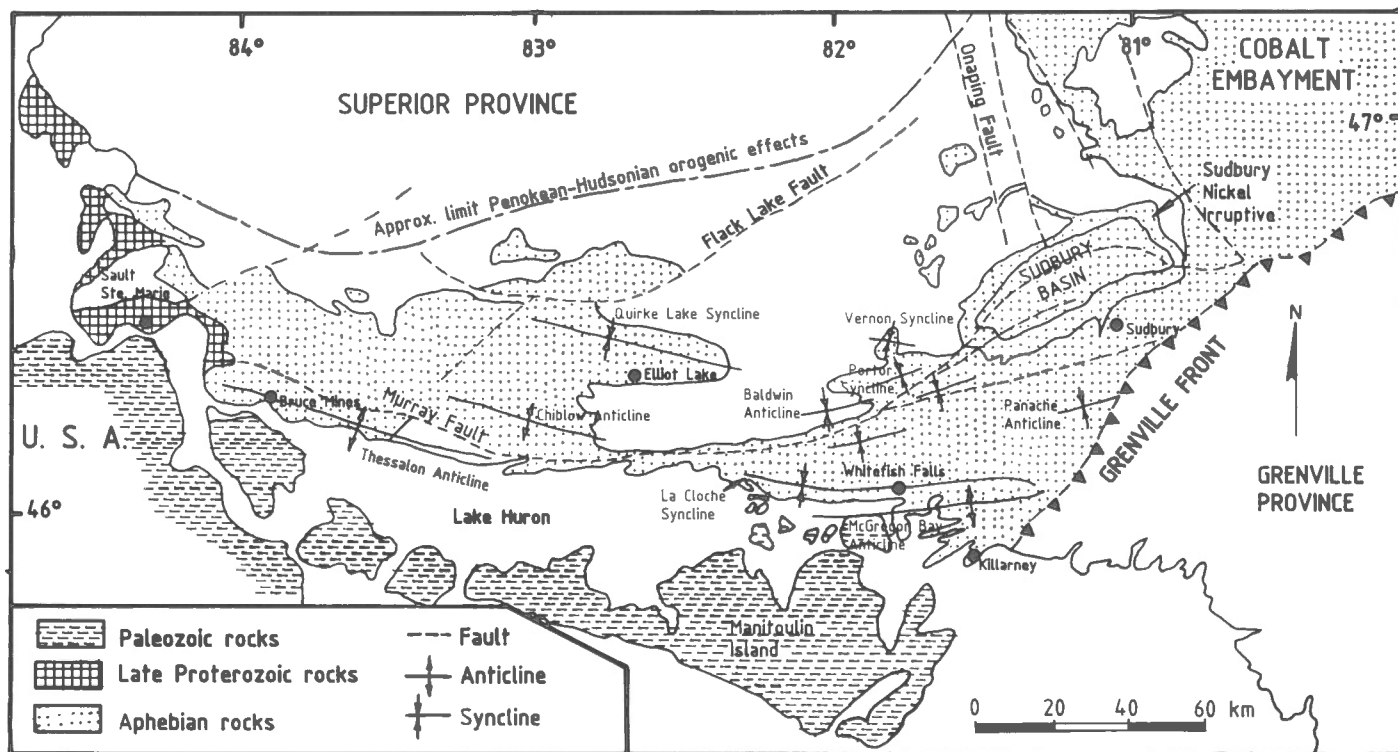 84°
83°
82°
81°
COBALT
EMBAYMENT
47°
SUPERIOR PROVINCE
Onaping Fault
Approx. limit Penokean-Hudsonian orogenic effects
Flack Lake Fault
Sudbury
Nickel
Irruptive
SUDBURY
BASIN
Sault
Ste. Marie
Quirke Lake Syncline
Vernon Syncline
Sudbury
N
Elliot Lake
Porter
Syncline
Baldwin
Anticline
Bruce Mines
Murray Fault
Chiblow Anticline
Panache
Anticline
GRENVILLE FRONT
U. S. A.
Thessalon Anticline
Whitefish Falls
GRENVILLE
PROVINCE
La Cloche
Syncline
46°
Lake Huron
McGregor Bay
Anticline
Killarney
Manitoulin
Island
Paleozoic rocks
Late Proterozoic rocks
Aphebian rocks
Fault
Anticline
Syncline
0 20 40 60 km